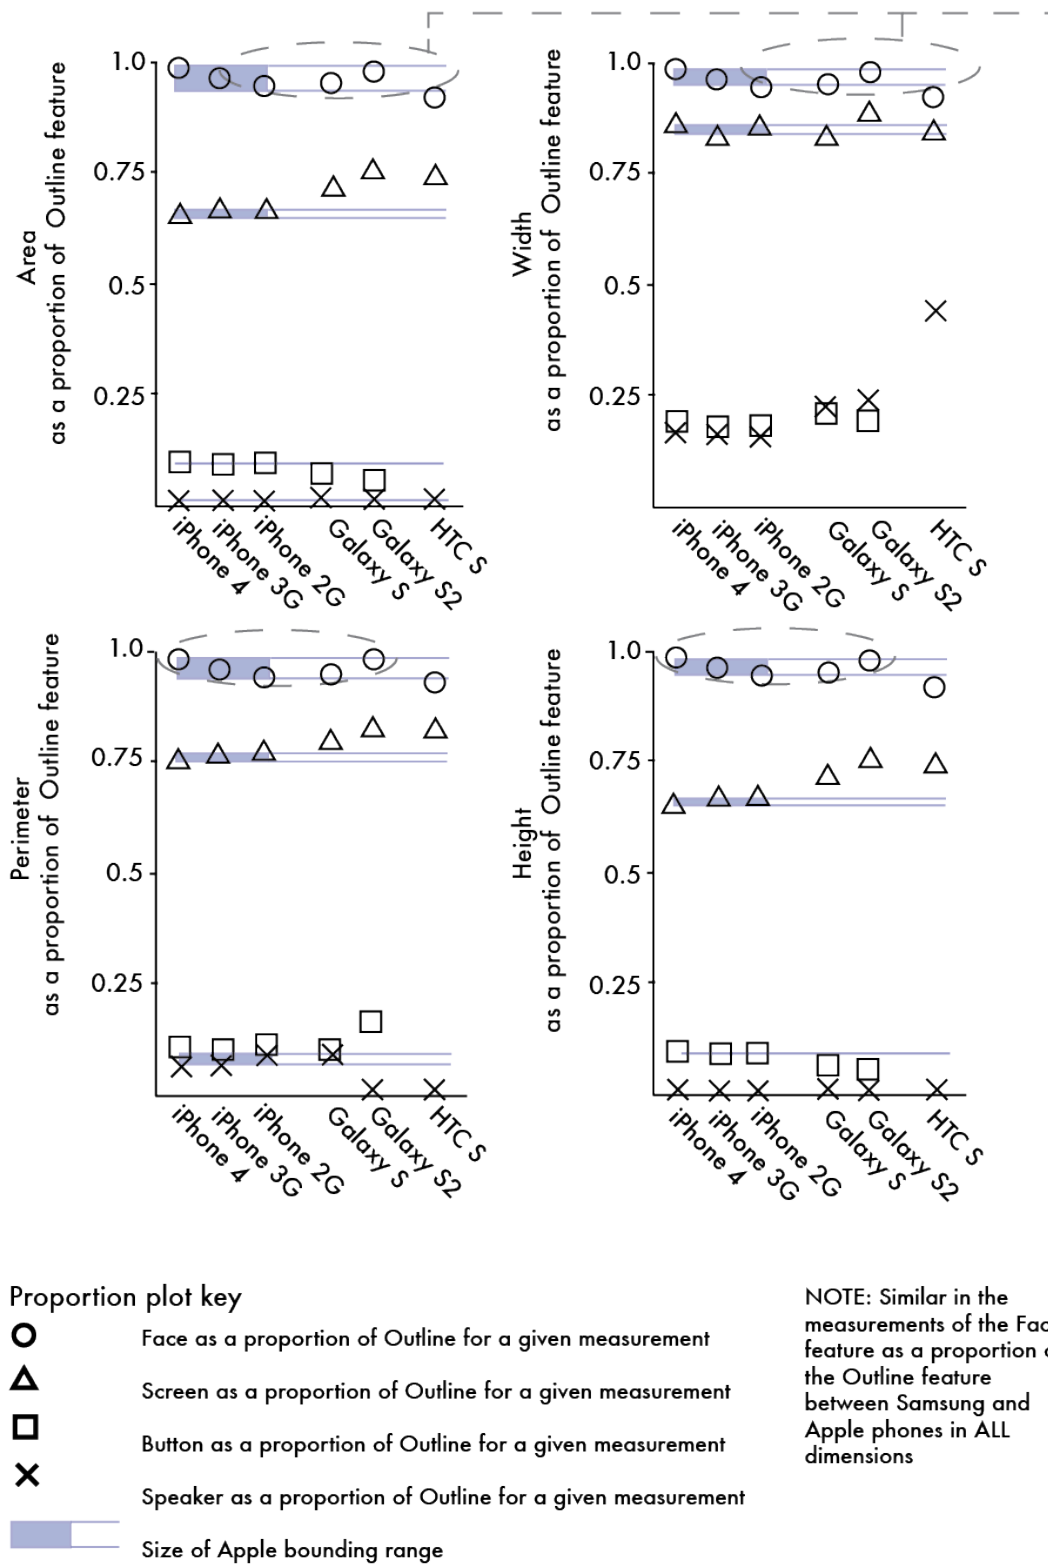 Area
as a proportion of Outline feature
1.0
0.75
0.5
0.25
iPhone 4
iPhone 3G
iPhone 2G
Galaxy S
Galaxy S2
HTC S
Width
as a proportion of Outline feature
1.0
0.75
0.5
0.25
iPhone 4
iPhone 3G
iPhone 2G
Galaxy S
Galaxy S2
HTC S
Perimeter
as a proportion of Outline feature
1.0
0.75
0.5
0.25
iPhone 4
iPhone 3G
iPhone 2G
Galaxy S
Galaxy S2
HTC S
Height
as a proportion of Outline feature
1.0
0.75
0.5
0.25
iPhone 4
iPhone 3G
iPhone 2G
Galaxy S
Galaxy S2
HTC S
Proportion plot key
Face as a proportion of Outline for a given measurement
Screen as a proportion of Outline for a given measurement
Button as a proportion of Outline for a given measurement
Speaker as a proportion of Outline for a given measurement
Size of Apple bounding range
NOTE: Similar in the
measurements of the
feature as a proportion
the Outline feature
between Samsung and
Apple phones in ALL
dimensions